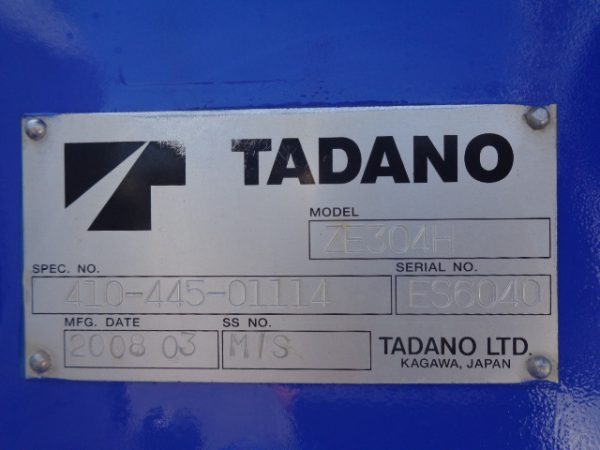 TADANO
MODEL
ZE304H
SPEC. NO.
410-445-01114
SERIAL NO.
ES6040
MFG. DATE
2008 03
SS NO.
M/S
TADANO LTD.
KAGAWA, JAPAN